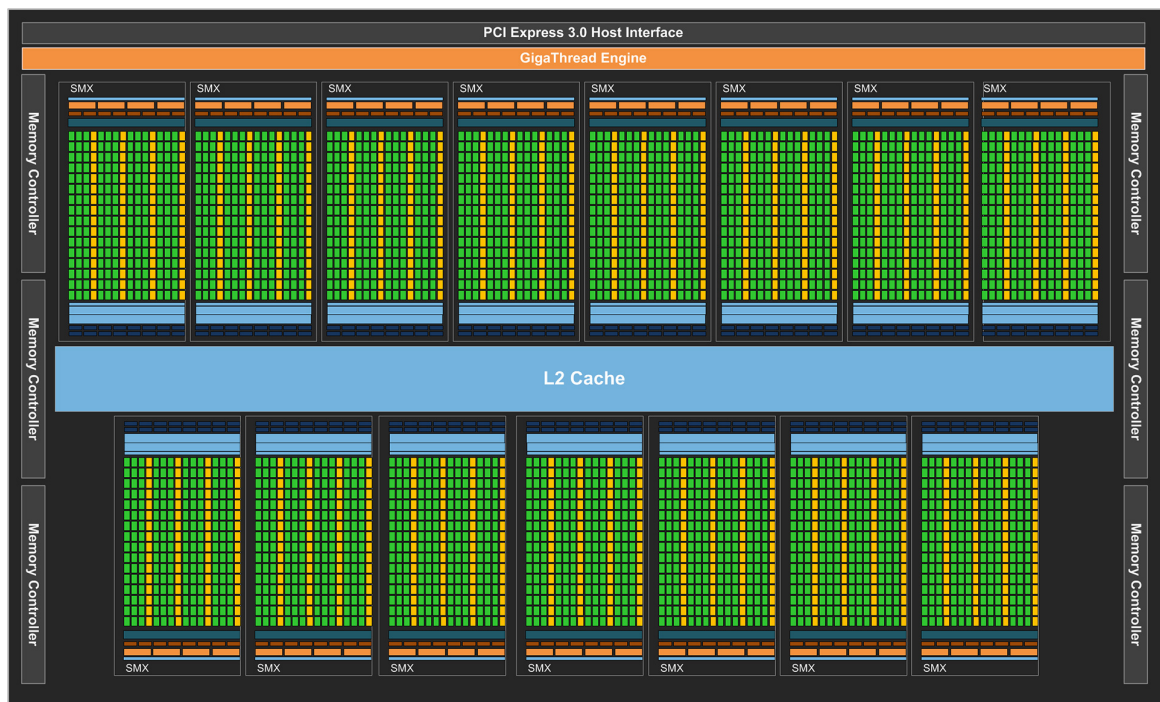 PCI Express 3.0 Host Interface
GigaThread Engine
SMX
SMX
SMX
SMX
SMX
SMX
SMX
SMX
Memory Controller
Memory Controller
Memory Controller
Memory Controller
Memory Controller
Memory Controller
L2 Cache
SMX
SMX
SMX
SMX
SMX
SMX
SMX